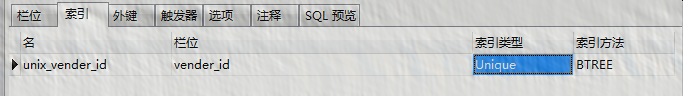 栏位 索引 外键 触发器 选项 注释 SQL 预览
名 栏位 索引类型 索引方法
unix_vender_id vender_id Unique BTREE